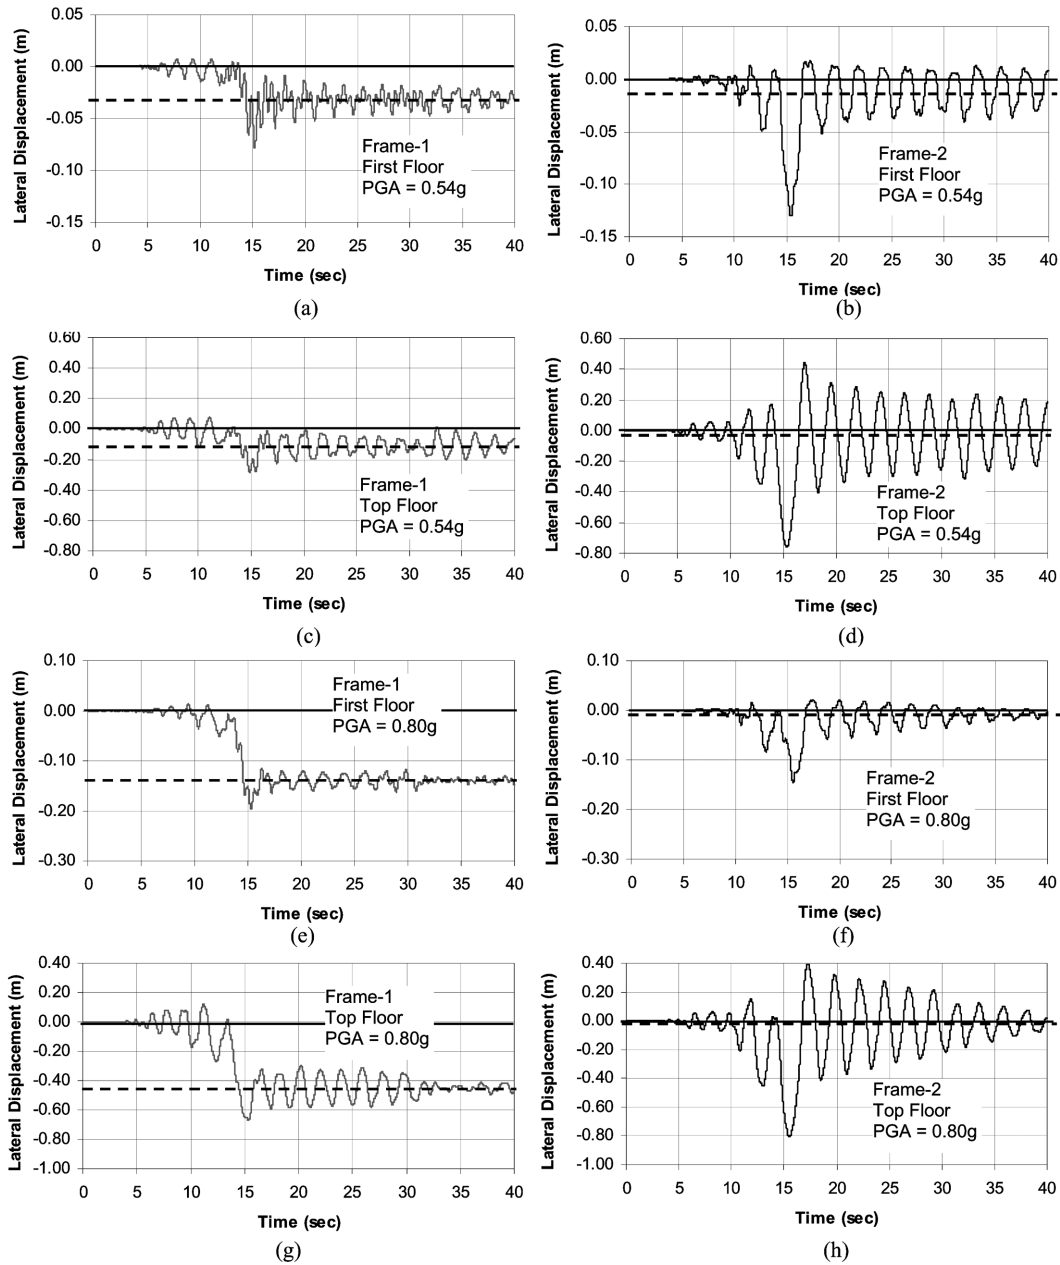 0.05
0.00
-0.05
-0.10
-0.15
Lateral Displacement (m)
Frame-1
First Floor
PGA = 0.54g
0 5 10 15 20 25 30 35 40
Time (sec)
(a)
0.05
0.00
-0.05
-0.10
-0.15
Lateral Displacement (m)
Frame-2
First Floor
PGA = 0.54g
0 5 10 15 20 25 30 35 40
Time (sec)
(b)
0.60
0.40
0.20
0.00
-0.20
-0.40
-0.60
-0.80
Lateral Displacement (m)
Frame-1
Top Floor
PGA = 0.54g
0 5 10 15 20 25 30 35 40
Time (sec)
(c)
0.60
0.40
0.20
0.00
-0.20
-0.40
-0.60
-0.80
Lateral Displacement (m)
Frame-2
Top Floor
PGA = 0.54g
0 5 10 15 20 25 30 35 40
Time (sec)
(d)
0.10
0.00
-0.10
-0.20
-0.30
Lateral Displacement (m)
Frame-1
First Floor
PGA = 0.80g
0 5 10 15 20 25 30 35 40
Time (sec)
(e)
0.10
0.00
-0.10
-0.20
-0.30
Lateral Displacement (m)
Frame-2
First Floor
PGA = 0.80g
0 5 10 15 20 25 30 35 40
Time (sec)
(f)
0.40
0.20
0.00
-0.20
-0.40
-0.60
-0.80
-1.00
Lateral Displacement (m)
Frame-1
Top Floor
PGA = 0.80g
0 5 10 15 20 25 30 35 40
Time (sec)
(g)
0.40
0.20
0.00
-0.20
-0.40
-0.60
-0.80
-1.00
Lateral Displacement (m)
Frame-2
Top Floor
PGA = 0.80g
0 5 10 15 20 25 30 35 40
Time (sec)
(h)